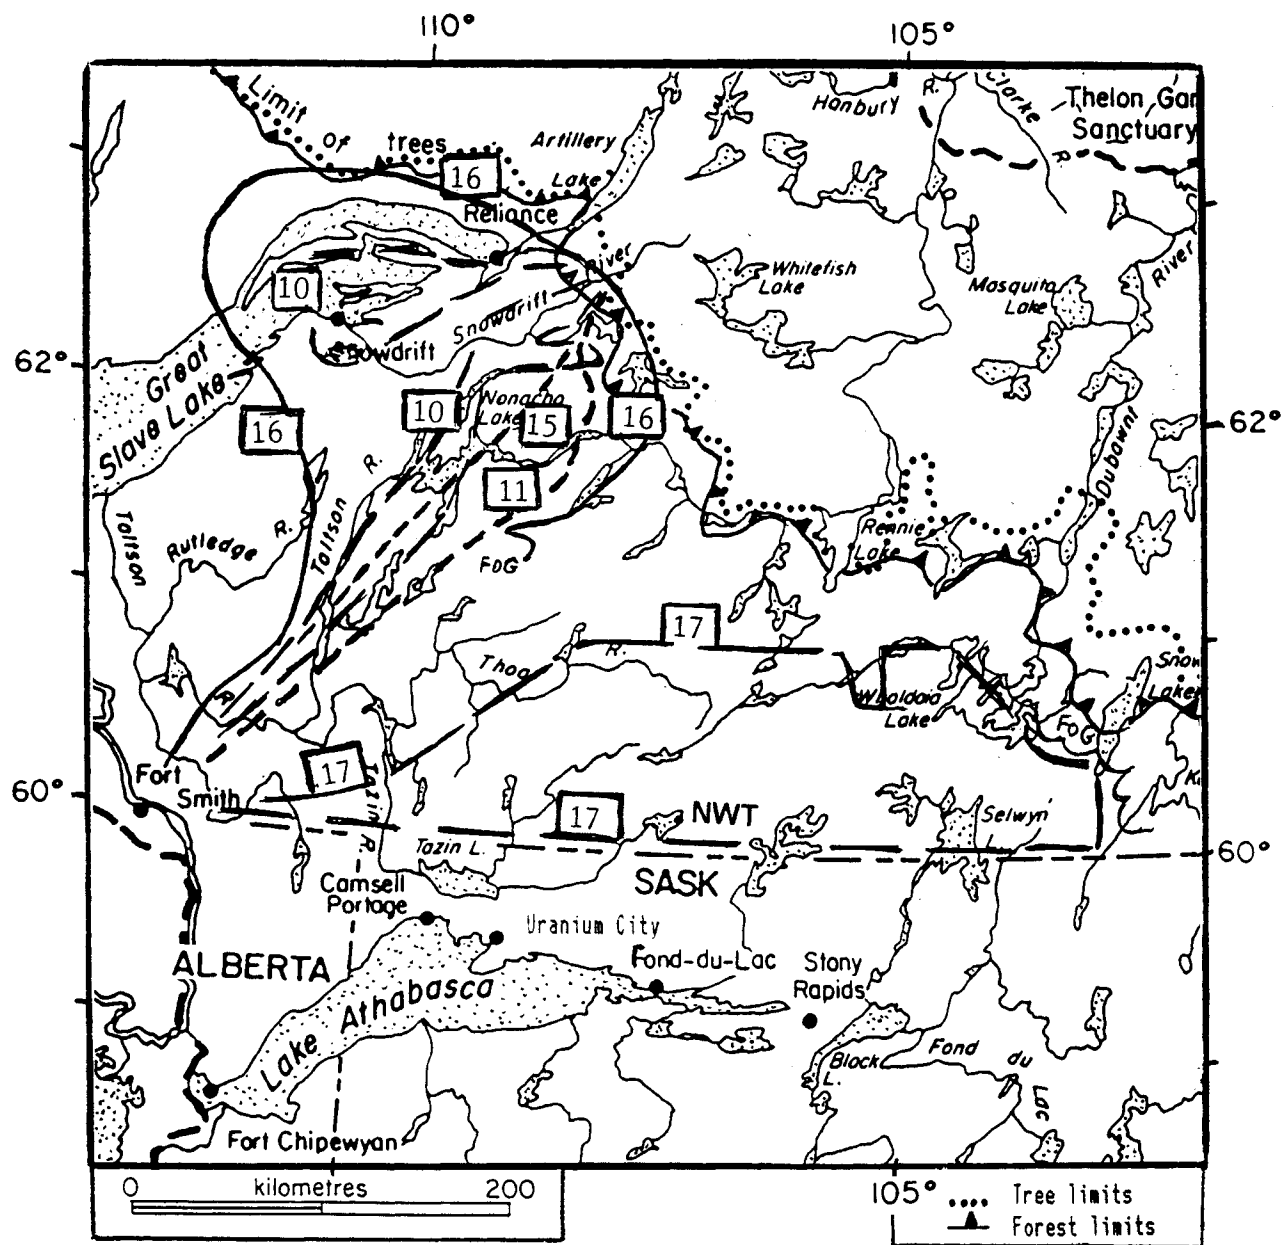 110°
105°
Limit
Of
trees
Artillery
Lake
Hanbury
R.
Clarke
R.
Thelon Gam
Sanctuary
16
Reliance
River
Whitefish
Lake
Mosquito
Lake
River
10
Snowdrift
Snowdrift
62°
Great
Slave Lake
10
Nonacho
Lake
15
16
16
62°
11
R.
Dubawnt
Taltson
Rutledge
R.
Taltson
FoG
Rennie
Lake
17
Thoa
R.
Snow
Lake
R.
Wholdaia
Lake
FoG
Fort
Smith
17
60°
Tazin R.
17
NWT
Selwyn
L.
60°
Tazin L.
SASK
Camsell
Portage
Uranium City
ALBERTA
Fond-du-Lac
Stony
Rapids
Lake Athabasca
Black
L.
Fond
du
Lac
Fort Chipewyan
0 kilometres 200
105°
Tree limits
Forest limits